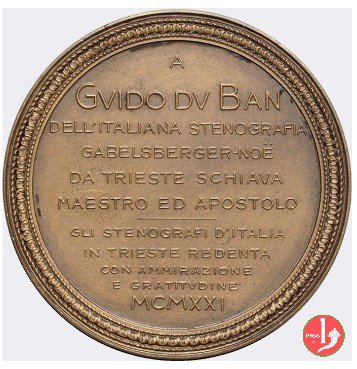 A
GVIDO DV BAN
DELL'ITALIANA STENOGRAFIA
GABELSBERGER-NOË
DA TRIESTE SCHIAVA
MAESTRO ED APOSTOLO
GLI STENOGRAFI D'ITALIA
IN TRIESTE REDENTA
CON AMMIRAZIONE
E GRATITVDINE
MCMXXI
1966